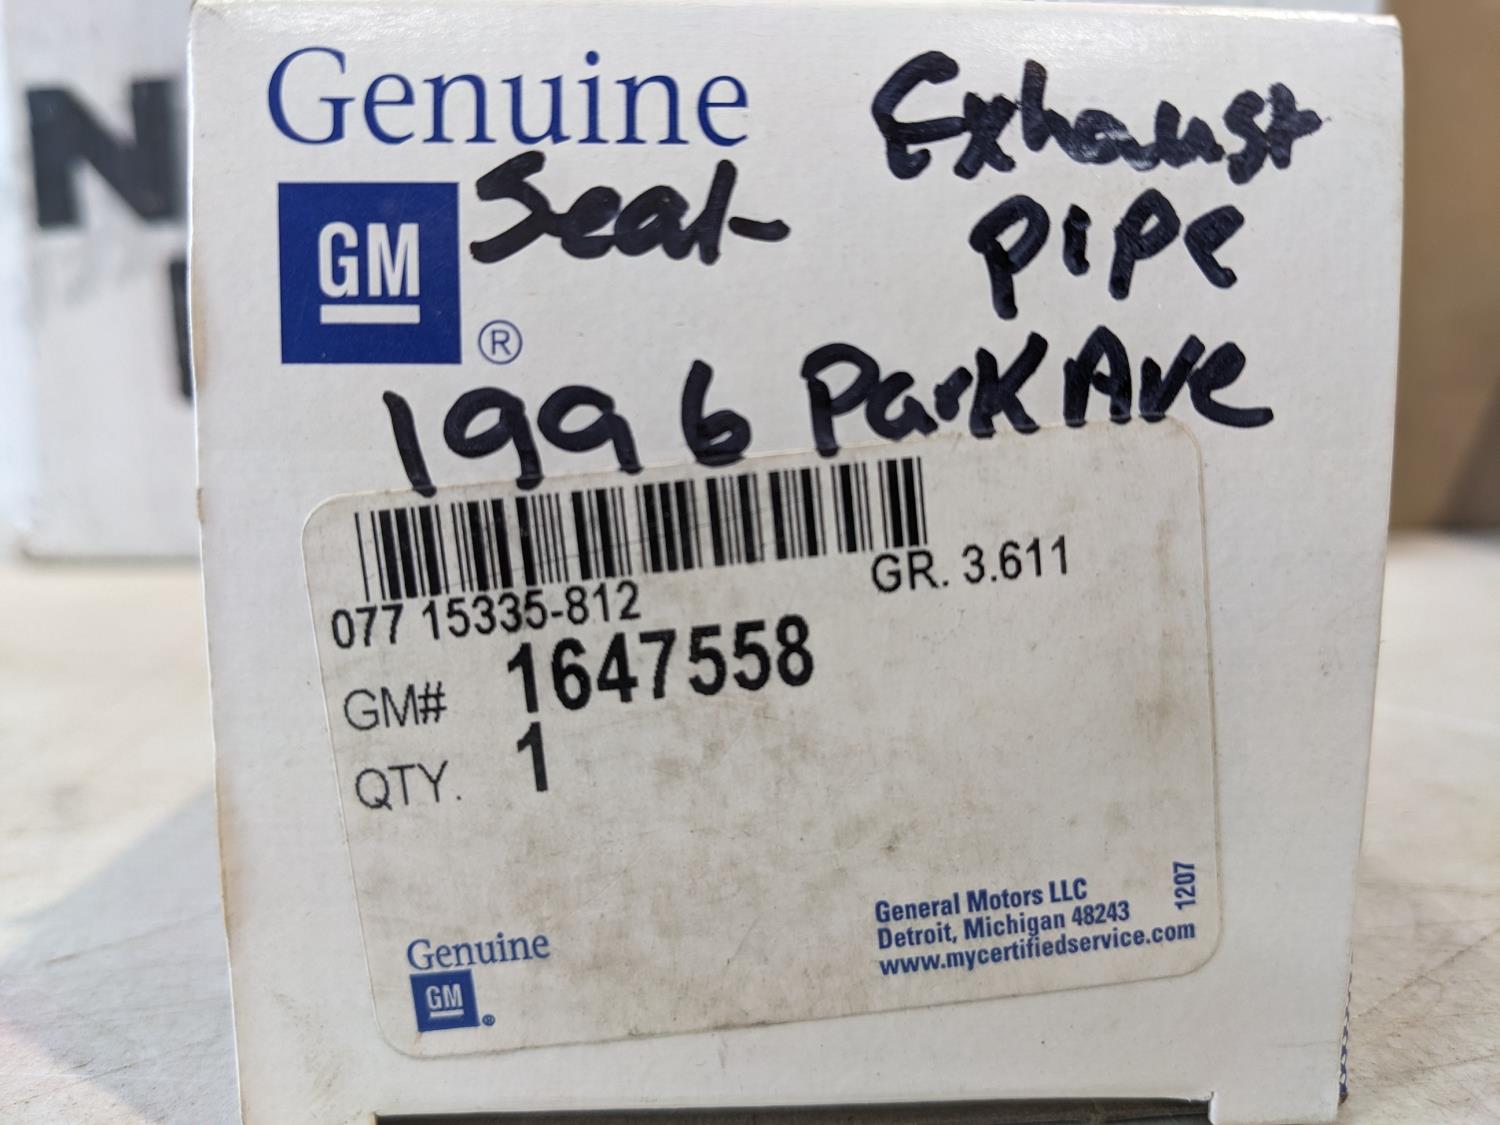 Genuine
Exhaust
GM
Seal-
pipe
®
1996 Park Ave
GR. 3.611
077 15335-812
GM# 1647558
QTY. 1
General Motors LLC
Detroit, Michigan 48243
www.mycertifiedservice.com
1207
Genuine
GM
®